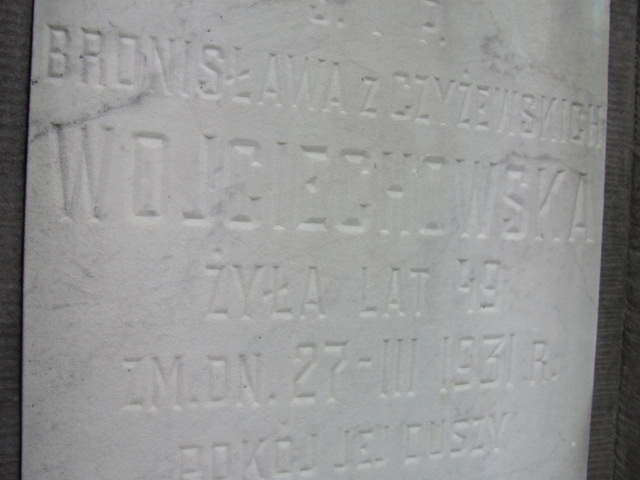 Ś. † P.
BRONISŁAWA z CZYŻEWSKICH
WOJCIECHOWSKA
ŻYŁA LAT 49
ZM. DN. 27-III 1931 R.
POKÓJ JEJ DUSZY